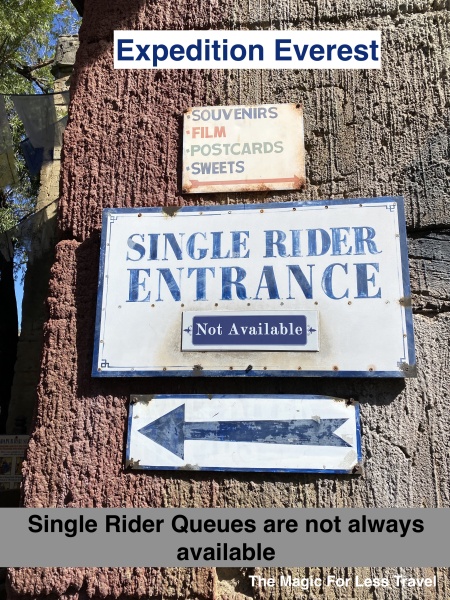 Expedition Everest
·SOUVENIRS
·FILM
·POSTCARDS
·SWEETS
SINGLE RIDER
ENTRANCE
Not Available
Single Rider Queues are not always
available
The Magic For Less Travel